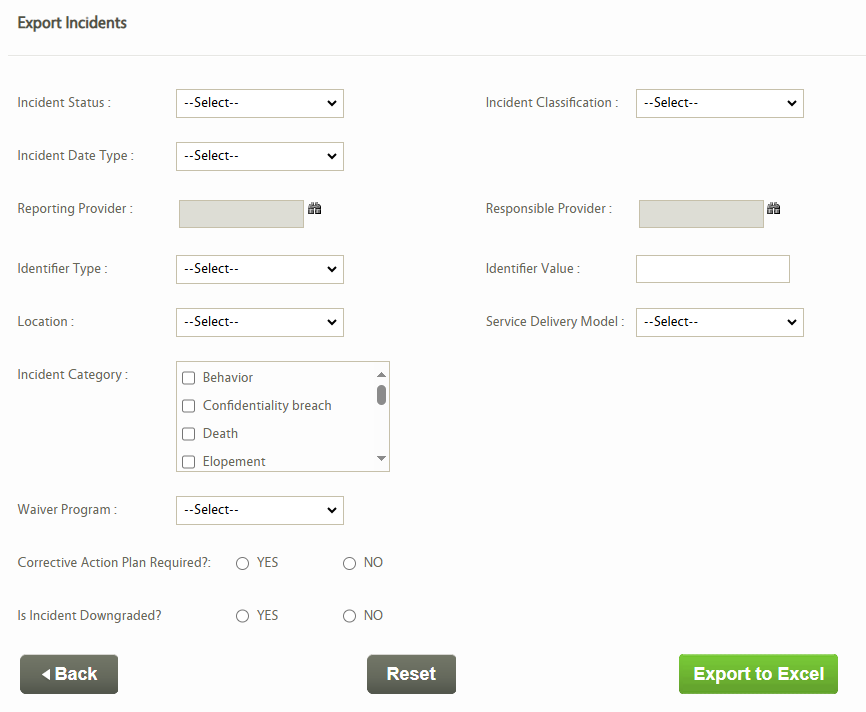 Export Incidents
Incident Status : --Select-- Incident Classification : --Select--
Incident Date Type : --Select--
Reporting Provider : Responsible Provider :
Identifier Type : --Select-- Identifier Value :
Location : --Select-- Service Delivery Model : --Select--
Incident Category : Behavior
Confidentiality breach
Death
Elopement
Waiver Program : --Select--
Corrective Action Plan Required?: YES NO
Is Incident Downgraded? YES NO
Back Reset Export to Excel